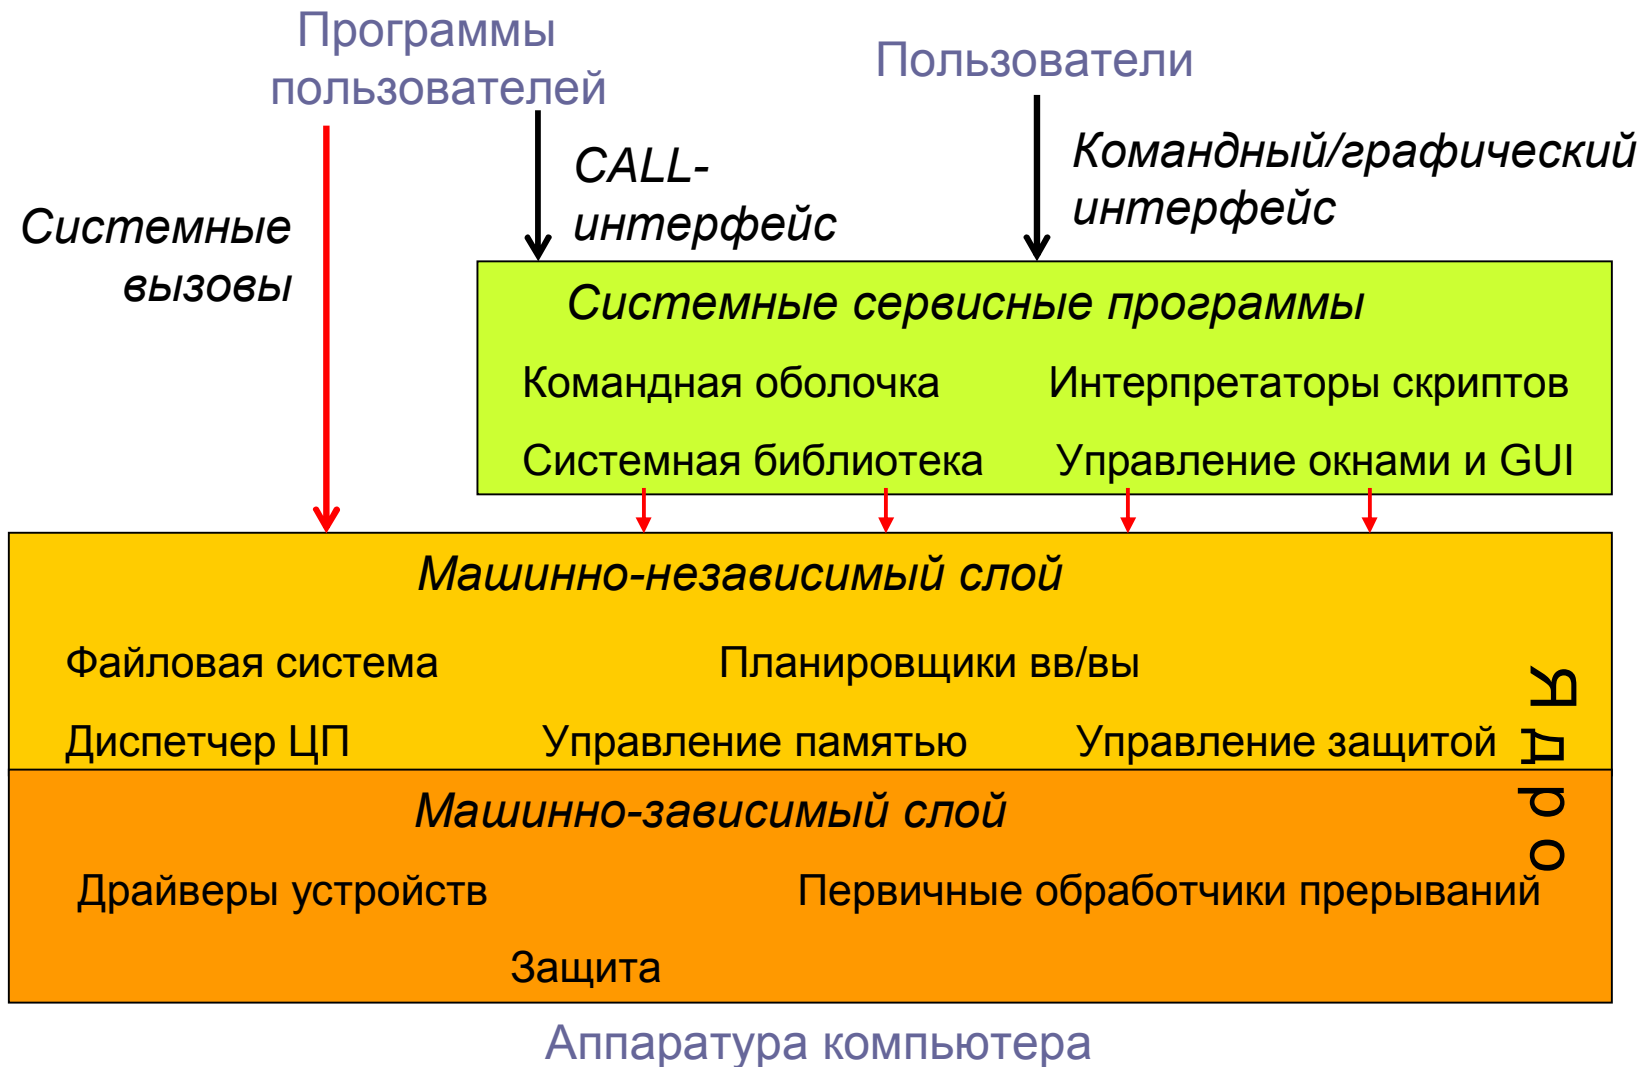 Программы
пользователей
Пользователи
Системные
вызовы
CALL-
интерфейс
Командный/графический
интерфейс
Системные сервисные программы
Командная оболочка
Интерпретаторы скриптов
Системная библиотека
Управление окнами и GUI
Машинно-независимый слой
Файловая система
Планировщики вв/вы
Диспетчер ЦП
Управление памятью
Управление защитой
Ядро
Машинно-зависимый слой
Драйверы устройств
Первичные обработчики прерываний
Защита
Аппаратура компьютера